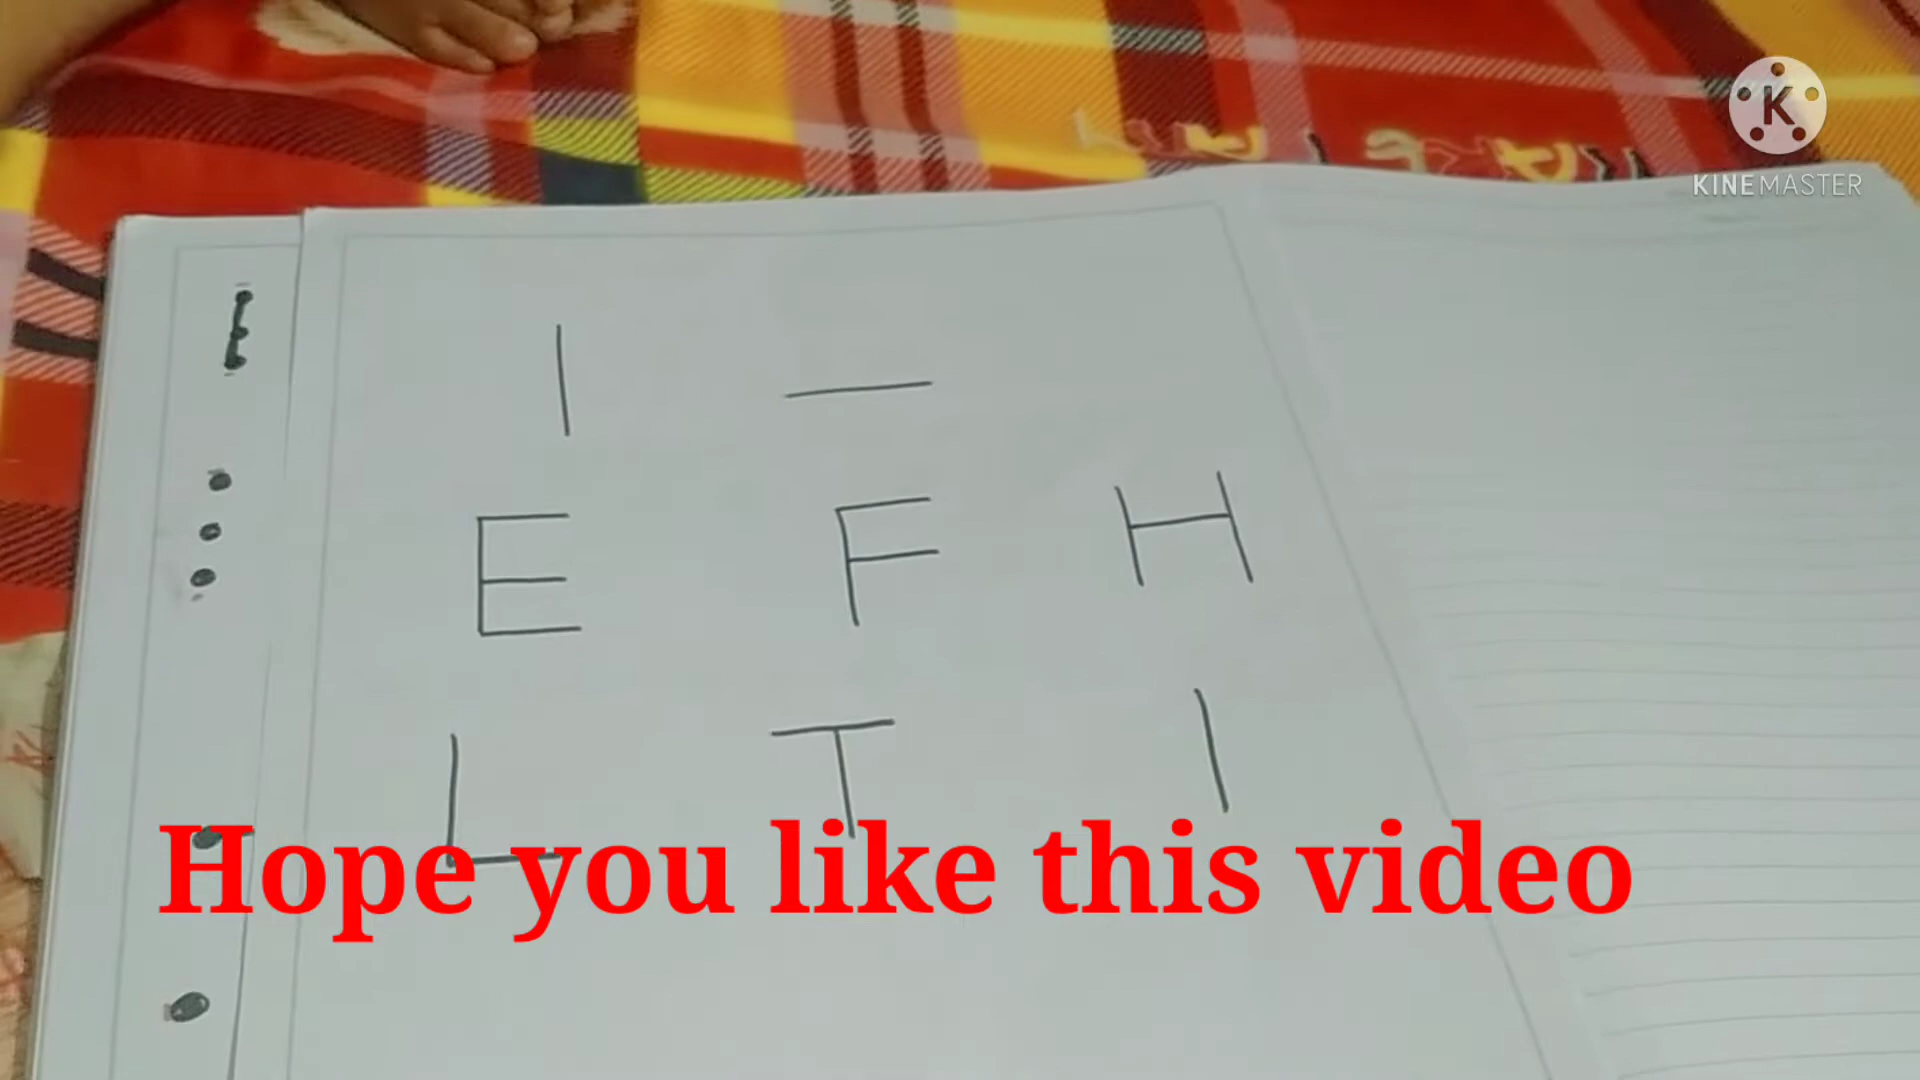 KINEMASTER
I —
E F H
L T I
Hope you like this video